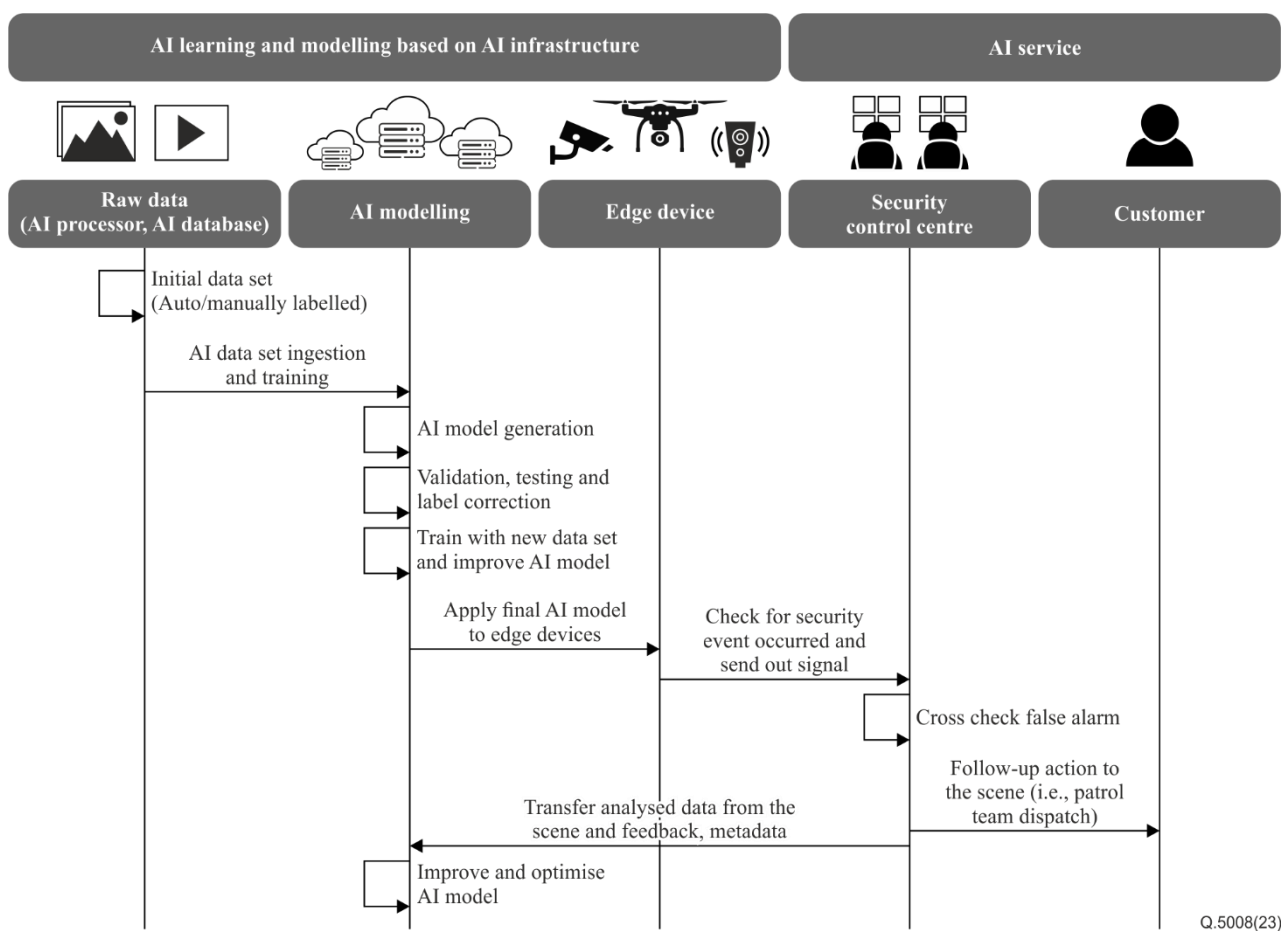 AI learning and modelling based on AI infrastructure
AI service
Raw data
(AI processor, AI database)
AI modelling
Edge device
Security
control centre
Customer
Initial data set
(Auto/manually labelled)
AI data set ingestion
and training
AI model generation
Validation, testing and
label correction
Train with new data set
and improve AI model
Apply final AI model
to edge devices
Check for security
event occurred and
send out signal
Cross check false alarm
Follow-up action to
the scene (i.e., patrol
team dispatch)
Transfer analysed data from the
scene and feedback, metadata
Improve and optimise
AI model
Q.5008(23)